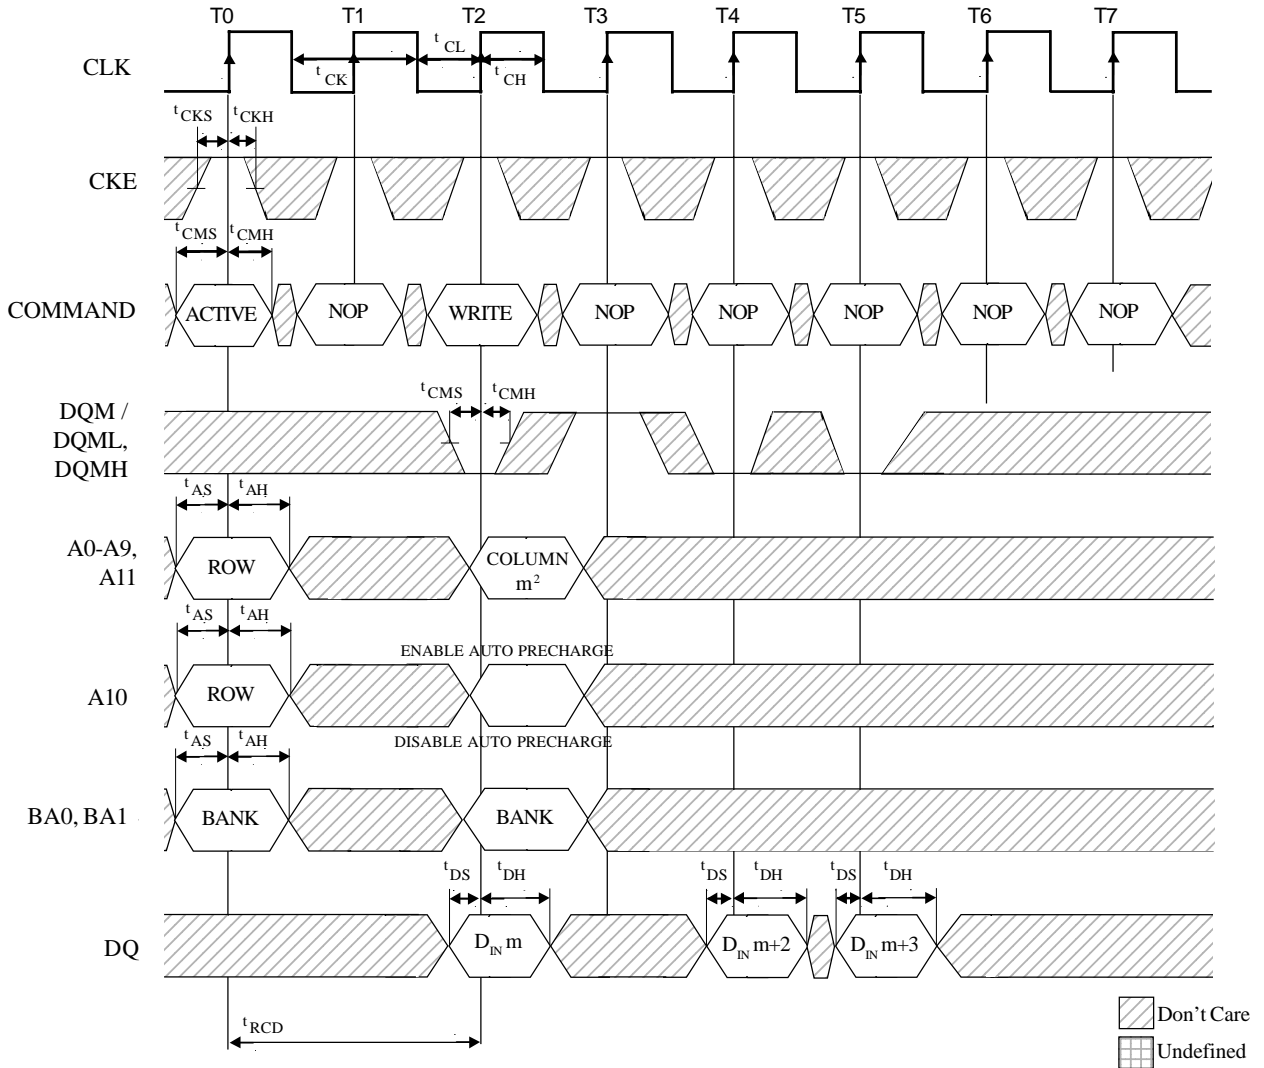 T0 T1 T2 T3 T4 T5 T6 T7
CLK
tCK tCL tCH
tCKS tCKH
CKE
tCMS tCMH
COMMAND ACTIVE NOP WRITE NOP NOP NOP NOP NOP
tCMS tCMH
DQM /
DQML,
DQMH
tAS tAH
A0-A9,
A11
ROW
COLUMN
m²
tAS tAH
ENABLE AUTO PRECHARGE
A10 ROW
DISABLE AUTO PRECHARGE
tAS tAH
BA0, BA1 BANK BANK
tDS tDH tDS tDH tDS tDH
DQ DIN m DIN m+2 DIN m+3
tRCD
Don't Care
Undefined